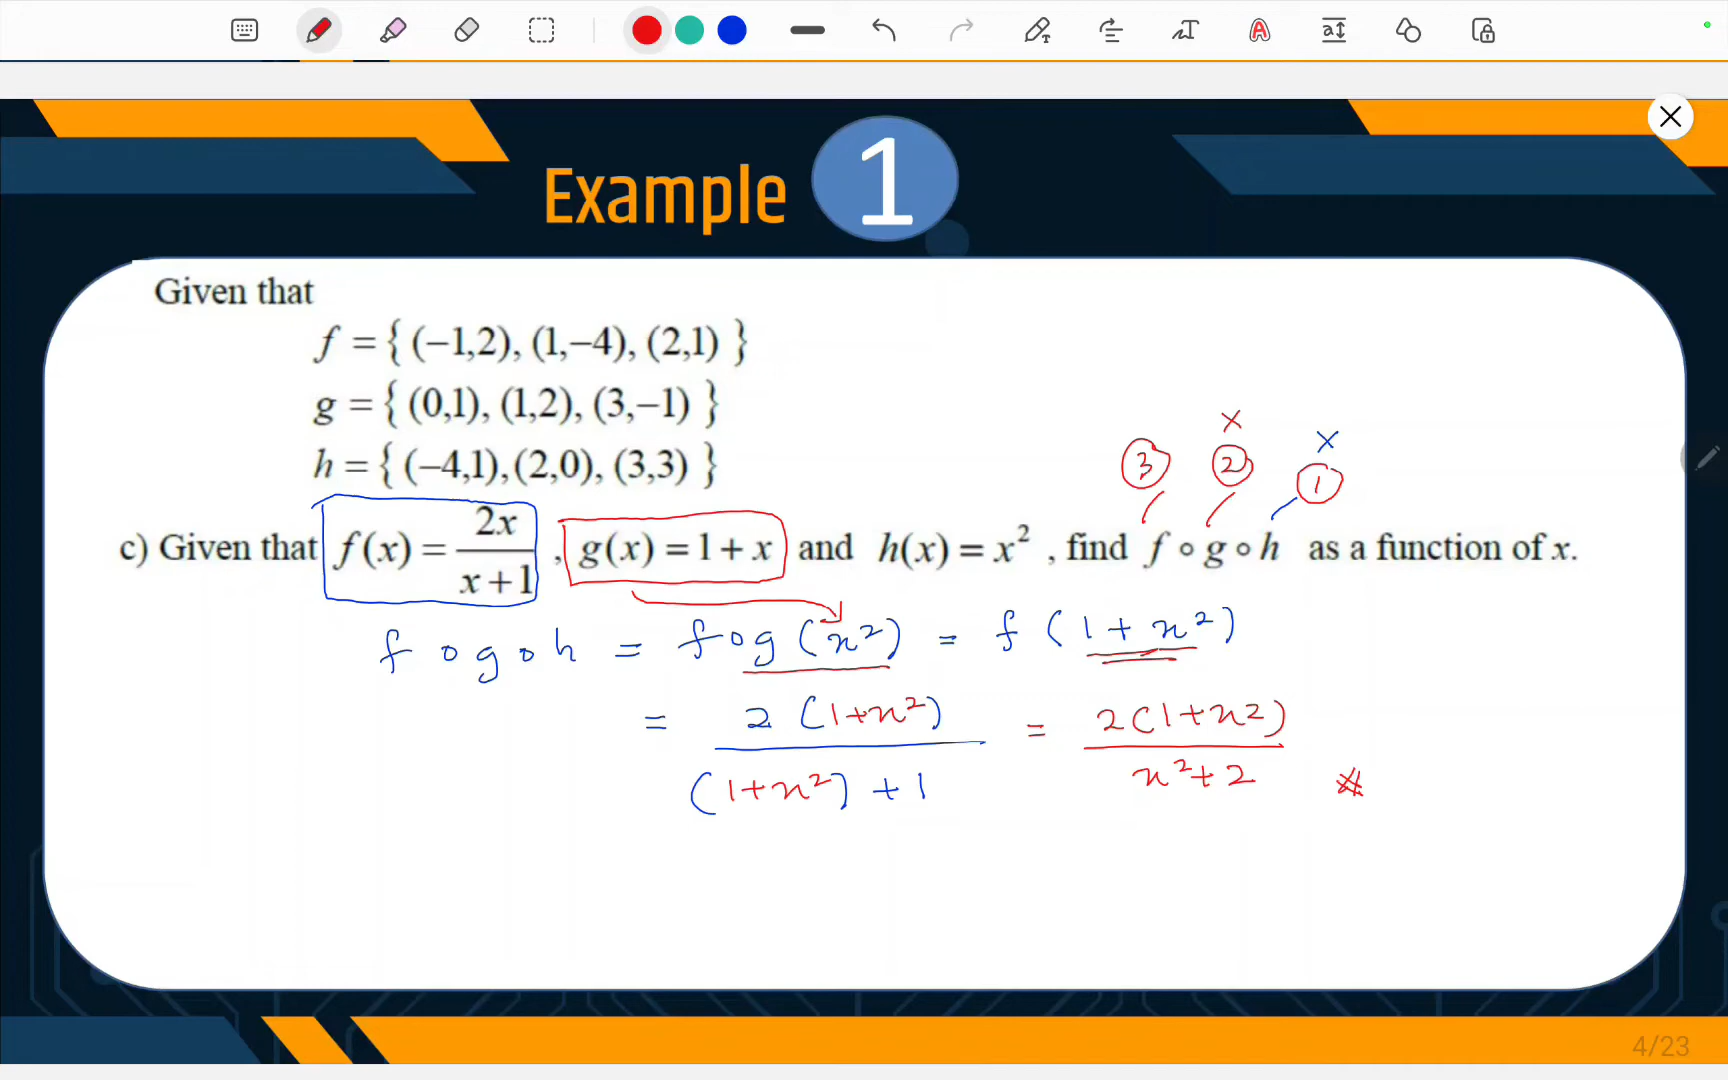 Example 1
Given that
f = { (−1,2), (1,−4), (2,1) }
g = { (0,1), (1,2), (3,−1) }
h = { (−4,1),(2,0), (3,3) }
x x
3 2 1
c) Given that f(x) = 2x/(x+1) , g(x) = 1 + x and h(x) = x² , find f ∘ g ∘ h as a function of x.
f ∘ g ∘ h = f∘g (x²) = f (1 + x²)
= 2 (1+x²)/((1+x²) + 1) = 2(1+x²)/(x²+2)
4/23